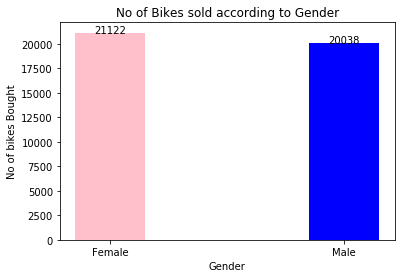 No of Bikes sold according to Gender
21122
20038
20000
17500
15000
12500
10000
7500
5000
2500
0
No of bikes Bought
Female
Male
Gender